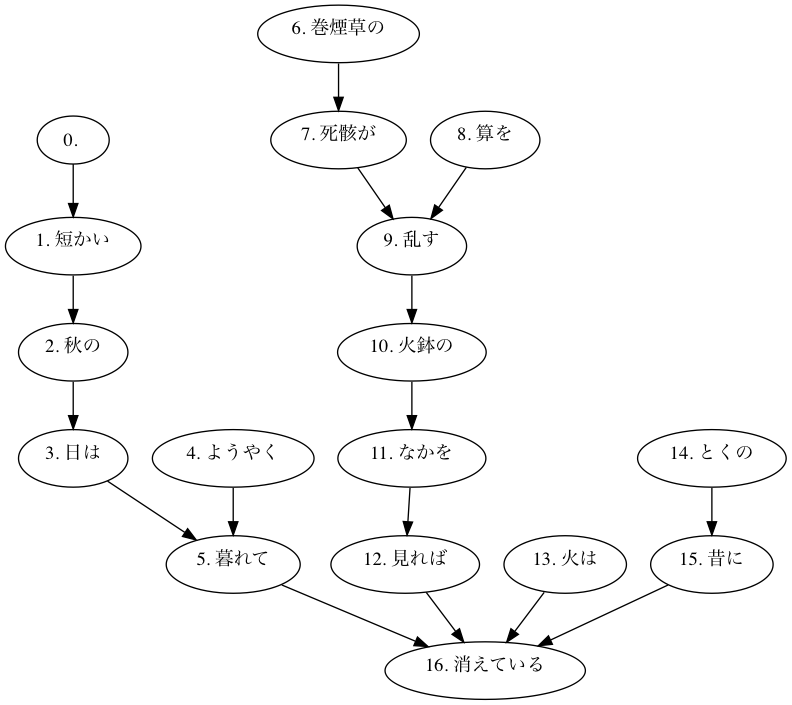 6. 巻煙草の
0.
7. 死骸が
8. 算を
1. 短かい
9. 乱す
2. 秋の
10. 火鉢の
3. 日は
4. ようやく
11. なかを
14. とくの
5. 暮れて
12. 見れば
13. 火は
15. 昔に
16. 消えている